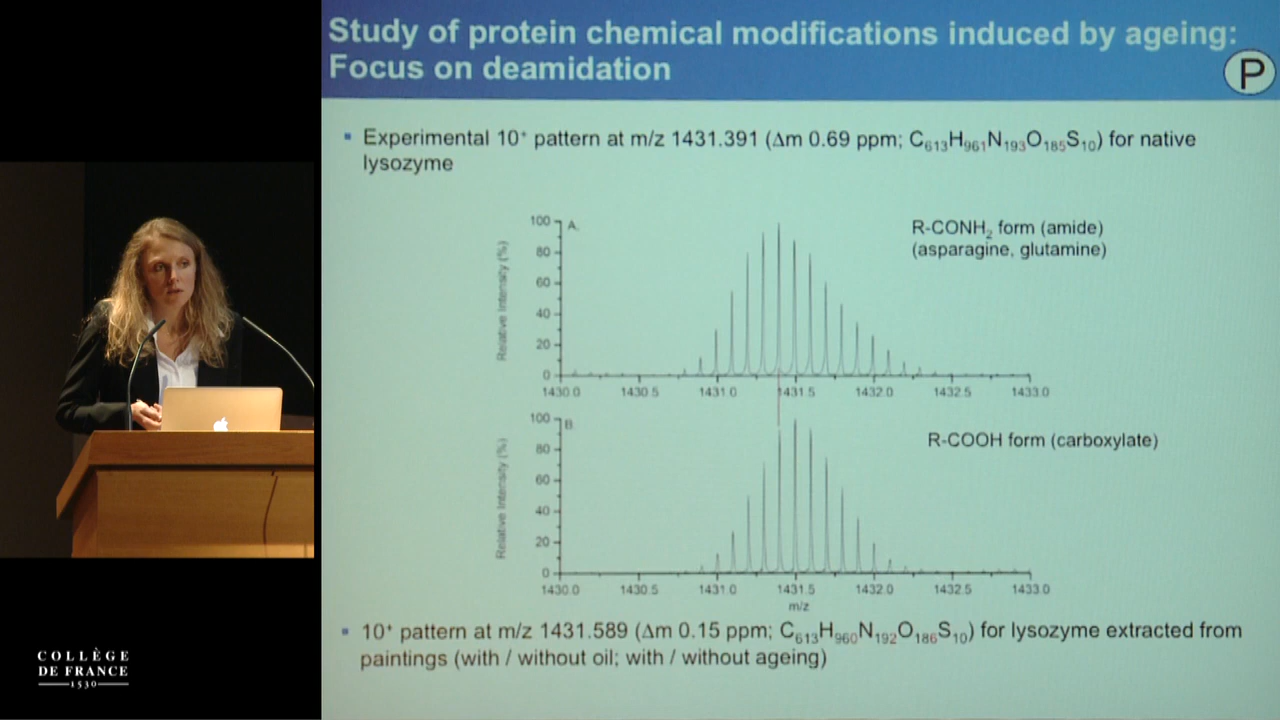 Study of protein chemical modifications induced by ageing:
Focus on deamidation
P
▪ Experimental 10⁺ pattern at m/z 1431.391 (Δm 0.69 ppm; C₆₁₃H₉₆₁N₁₉₃O₁₈₅S₁₀) for native
lysozyme
A.
R-CONH₂ form (amide)
(asparagine, glutamine)
Relative Intensity (%)
100
80
60
40
20
0
1430.0 1430.5 1431.0 1431.5 1432.0 1432.5 1433.0
B
R-COOH form (carboxylate)
Relative Intensity (%)
100
80
60
40
20
0
1430.0 1430.5 1431.0 1431.5 1432.0 1432.5 1433.0
m/z
▪ 10⁺ pattern at m/z 1431.589 (Δm 0.15 ppm; C₆₁₃H₉₆₀N₁₉₂O₁₈₆S₁₀) for lysozyme extracted from
paintings (with / without oil; with / without ageing)
COLLÈGE
DE FRANCE
1530